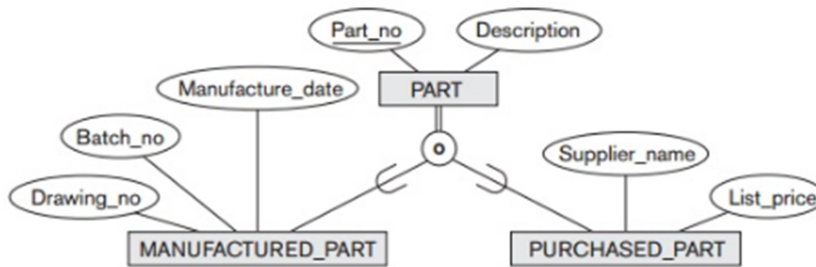 Part_no
Description
Manufacture_date
PART
Batch_no
o
Supplier_name
Drawing_no
List_price
MANUFACTURED_PART
PURCHASED_PART